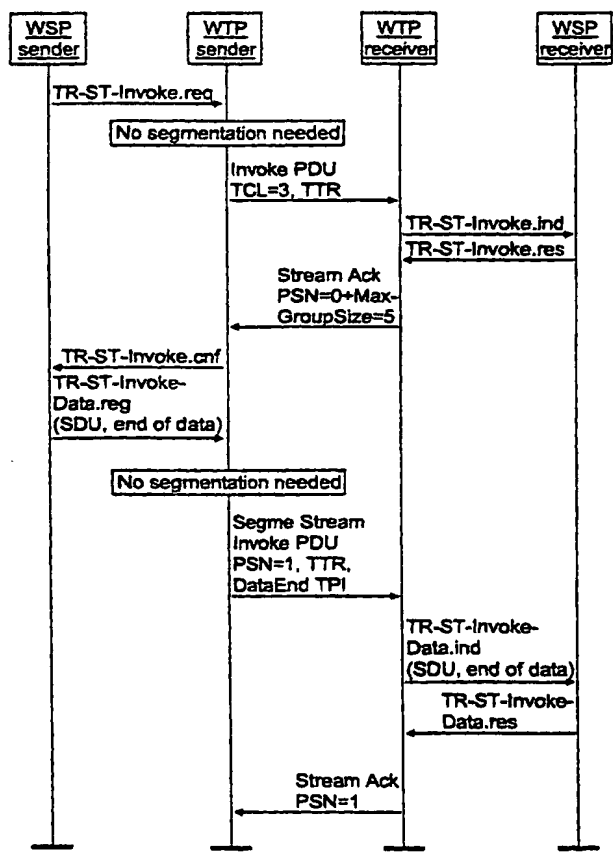 WSP
sender
WTP
sender
WTP
receiver
WSP
receiver
TR-ST-Invoke.req
No segmentation needed
Invoke PDU
TCL=3, TTR
TR-ST-Invoke.ind
TR-ST-Invoke.res
Stream Ack
PSN=0+Max-
GroupSize=5
TR-ST-Invoke.cnf
TR-ST-Invoke-
Data.reg
(SDU, end of data)
No segmentation needed
Segme Stream
Invoke PDU
PSN=1, TTR,
DataEnd TPI
TR-ST-Invoke-
Data.ind
(SDU, end of data)
TR-ST-Invoke-
Data.res
Stream Ack
PSN=1